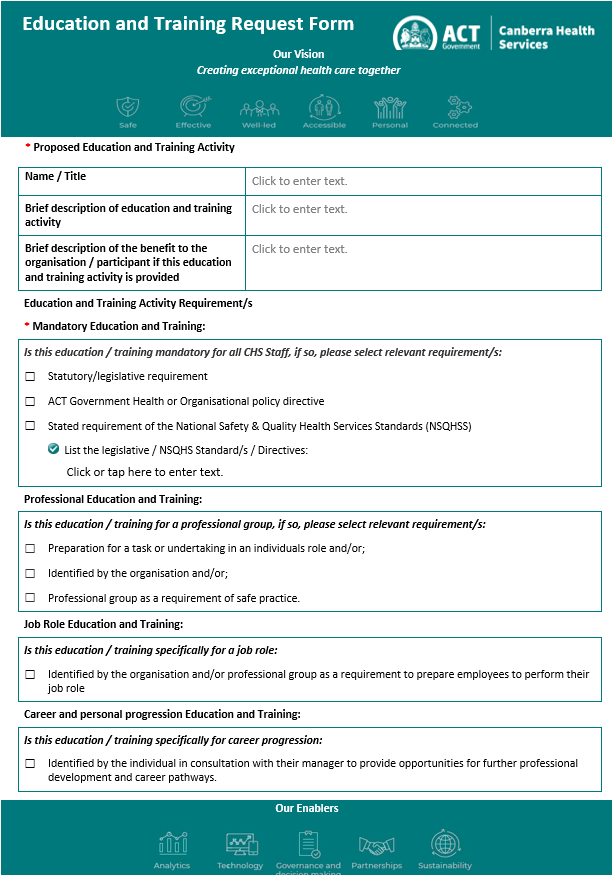 Education and Training Request Form
ACT
Government
Canberra Health
Services
Our Vision
Creating exceptional health care together
Safe
Effective
Well-led
Accessible
Personal
Connected
* Proposed Education and Training Activity
Name / Title
Click to enter text.
Brief description of education and training
activity
Click to enter text.
Brief description of the benefit to the
organisation / participant if this education
and training activity is provided
Click to enter text.
Education and Training Activity Requirement/s
* Mandatory Education and Training:
Is this education / training mandatory for all CHS Staff, if so, please select relevant requirement/s:
☐ Statutory/legislative requirement
☐ ACT Government Health or Organisational policy directive
☐ Stated requirement of the National Safety & Quality Health Services Standards (NSQHSS)
List the legislative / NSQHS Standard/s / Directives:
Click or tap here to enter text.
Professional Education and Training:
Is this education / training for a professional group, if so, please select relevant requirement/s:
☐ Preparation for a task or undertaking in an individuals role and/or;
☐ Identified by the organisation and/or;
☐ Professional group as a requirement of safe practice.
Job Role Education and Training:
Is this education / training specifically for a job role:
☐ Identified by the organisation and/or professional group as a requirement to prepare employees to perform their
job role
Career and personal progression Education and Training:
Is this education / training specifically for career progression:
☐ Identified by the individual in consultation with their manager to provide opportunities for further professional
development and career pathways.
Our Enablers
Analytics
Technology
Governance and
decision making
Partnerships
Sustainability